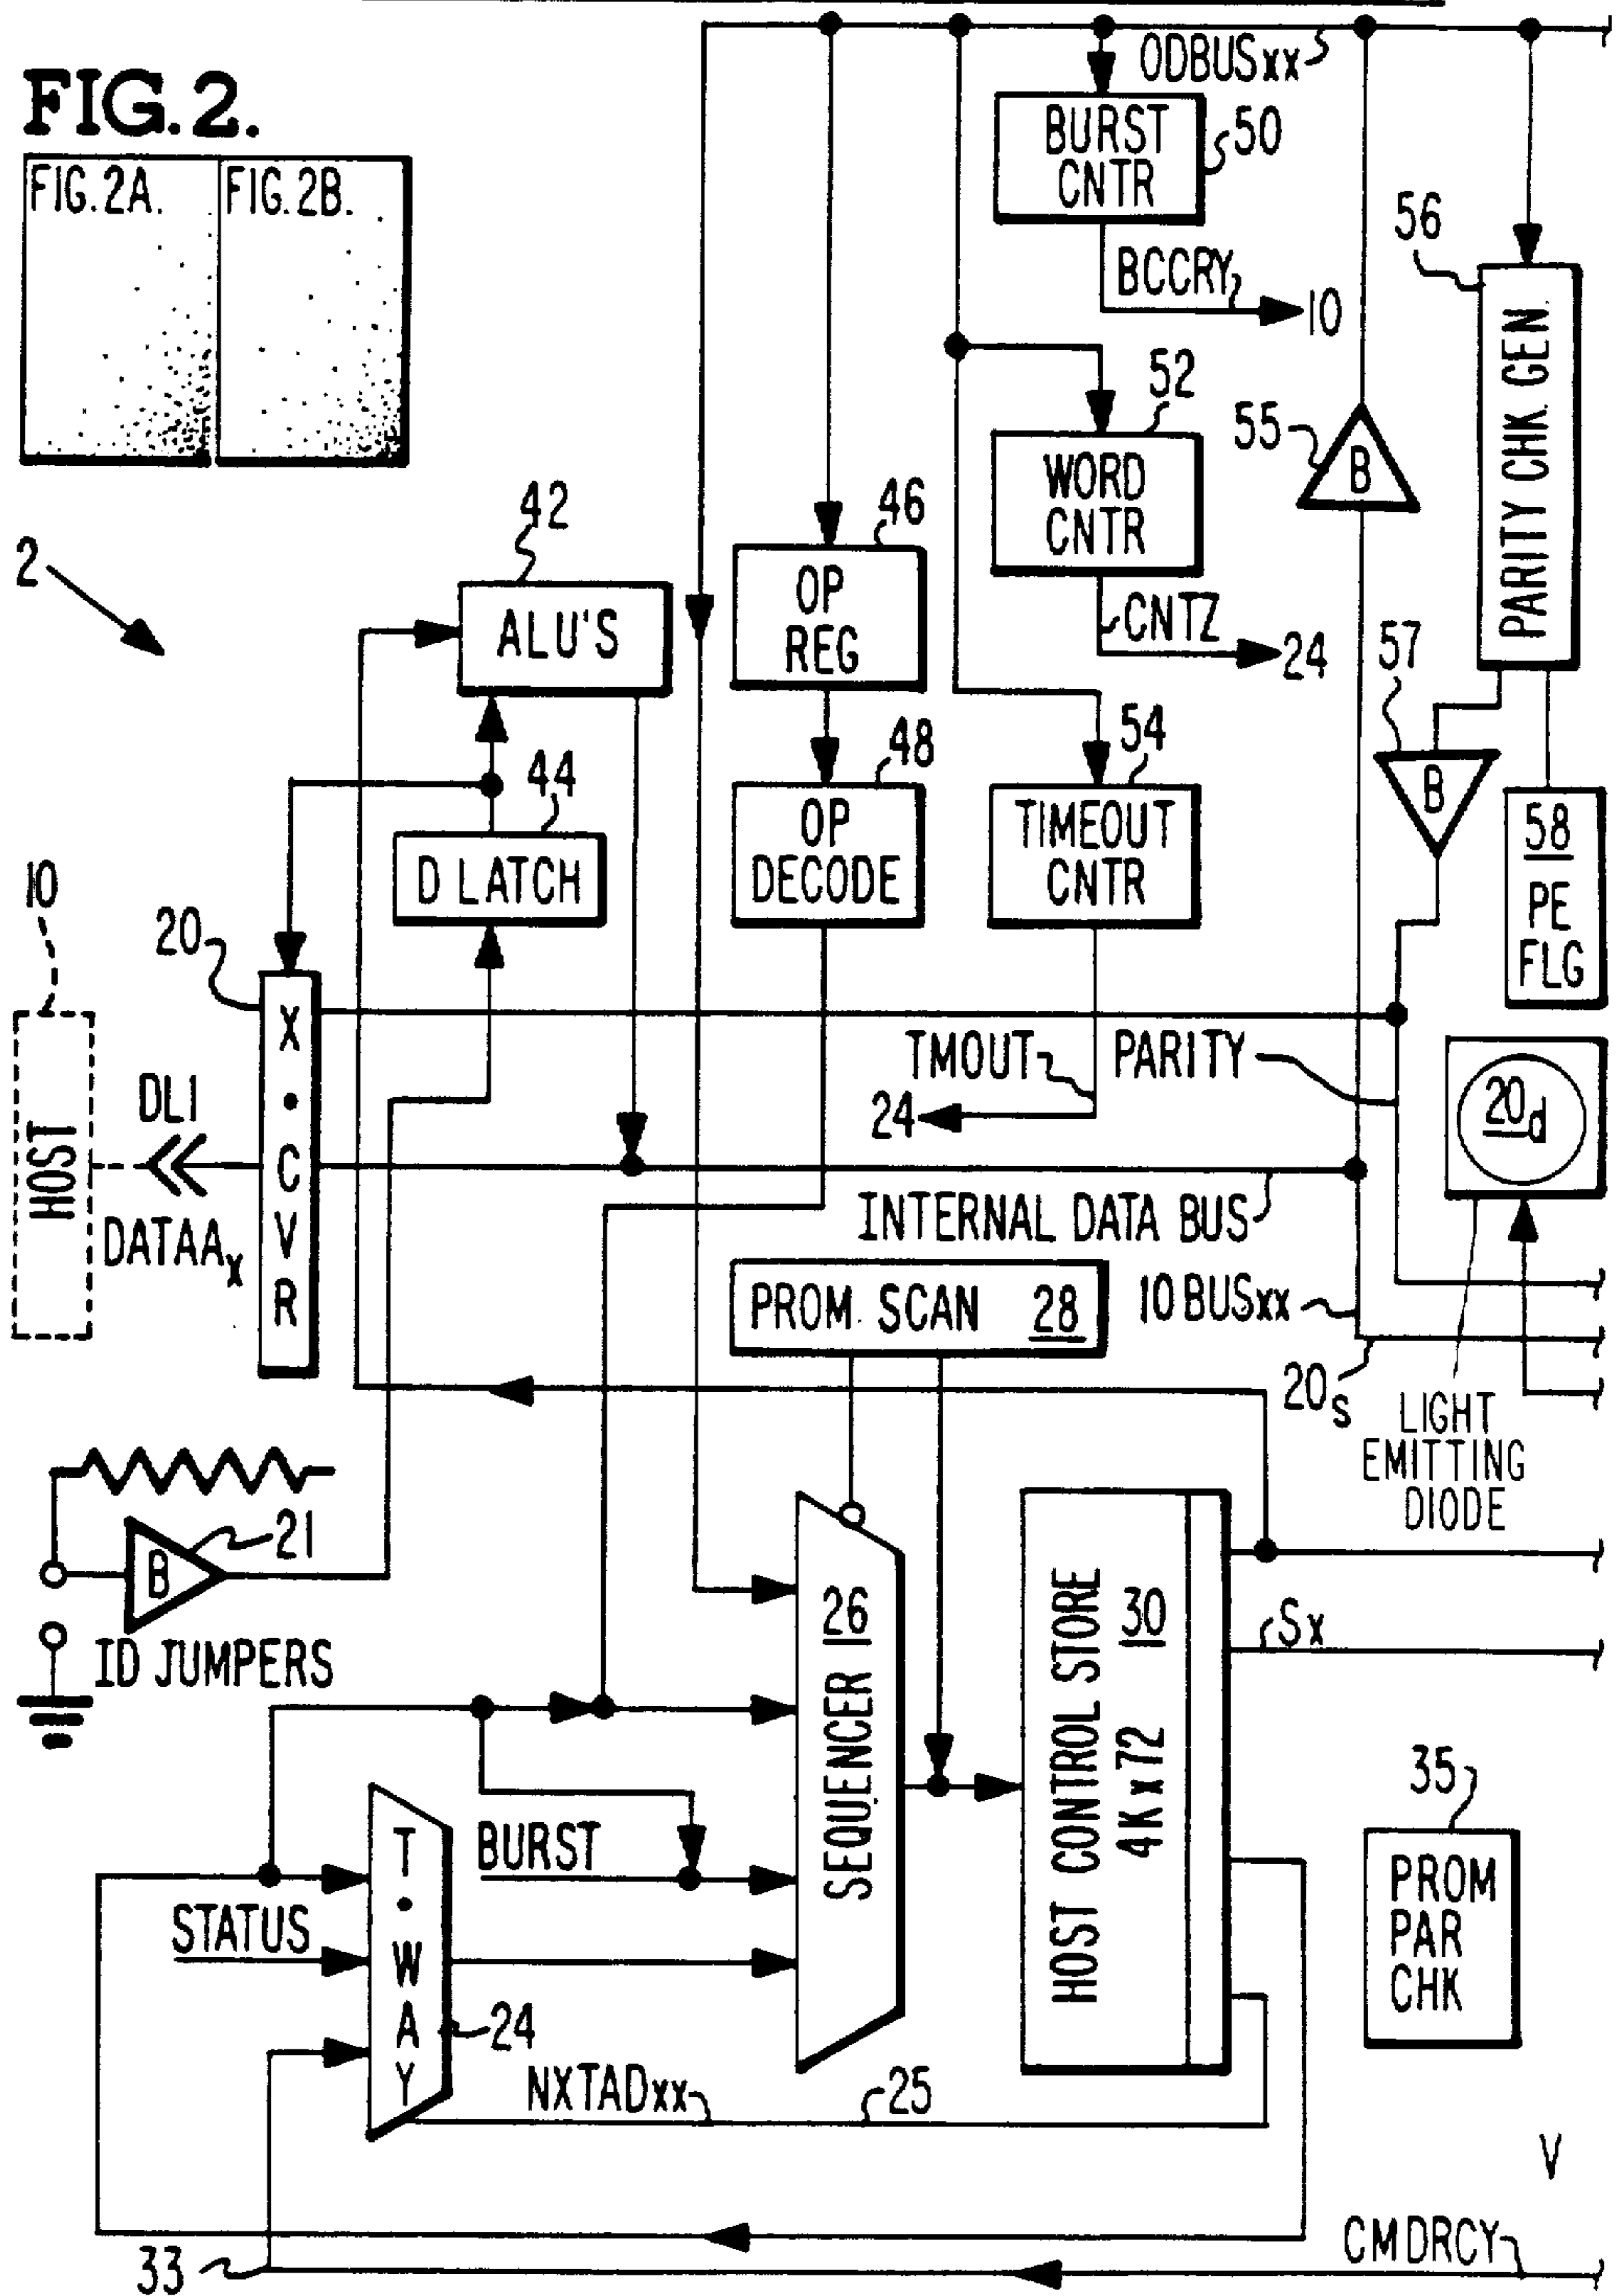 FIG. 2.
FIG. 2A.
FIG. 2B.
ODBUSxx
BURST
CNTR
50
BCCRY
10
56
PARITY CHK. GEN.
52
WORD
CNTR
CNTZ
24
55
B
42
ALU'S
46
OP
REG
2
57
B
54
TIMEOUT
CNTR
48
OP
DECODE
44
D LATCH
58
PE
FLG
10
HOST
20
X•CVR
DLI
DATAAx
TMOUT
24
PARITY
20d
INTERNAL DATA BUS
PROM SCAN 28
10 BUSxx
20s
LIGHT
EMITTING
DIODE
21
B
ID JUMPERS
SEQUENCER 26
HOST CONTROL STORE
4K x 72
30
Sx
35
PROM
PAR
CHK
BURST
STATUS
T•WAY
24
NXTADxx
25
V
33
CMDRCY